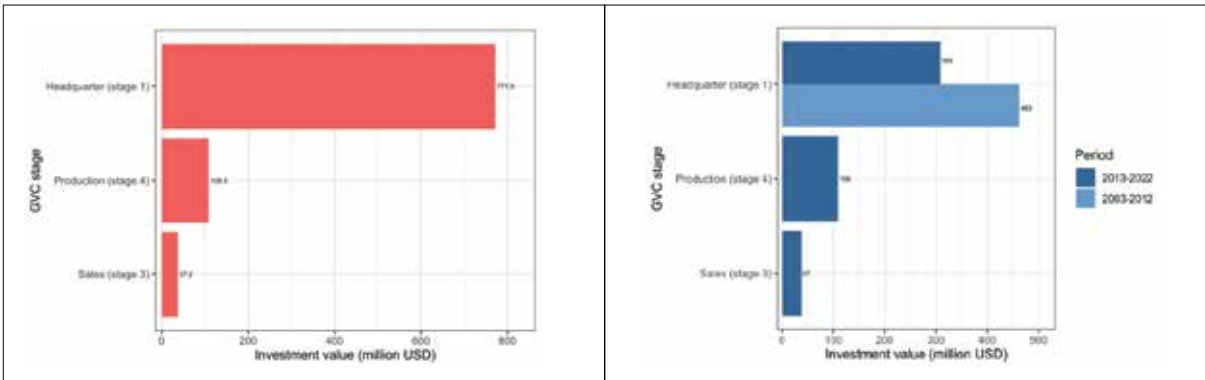 Headquarter (stage 1)
Production (stage 4)
Sales (stage 3)
GVC stage
0 200 400 600 800
Investment value (million USD)
Headquarter (stage 1)
463
Production (stage 4)
Sales (stage 3)
GVC stage
0 100 200 300 400 500
Investment value (million USD)
Period
2013-2022
2003-2012